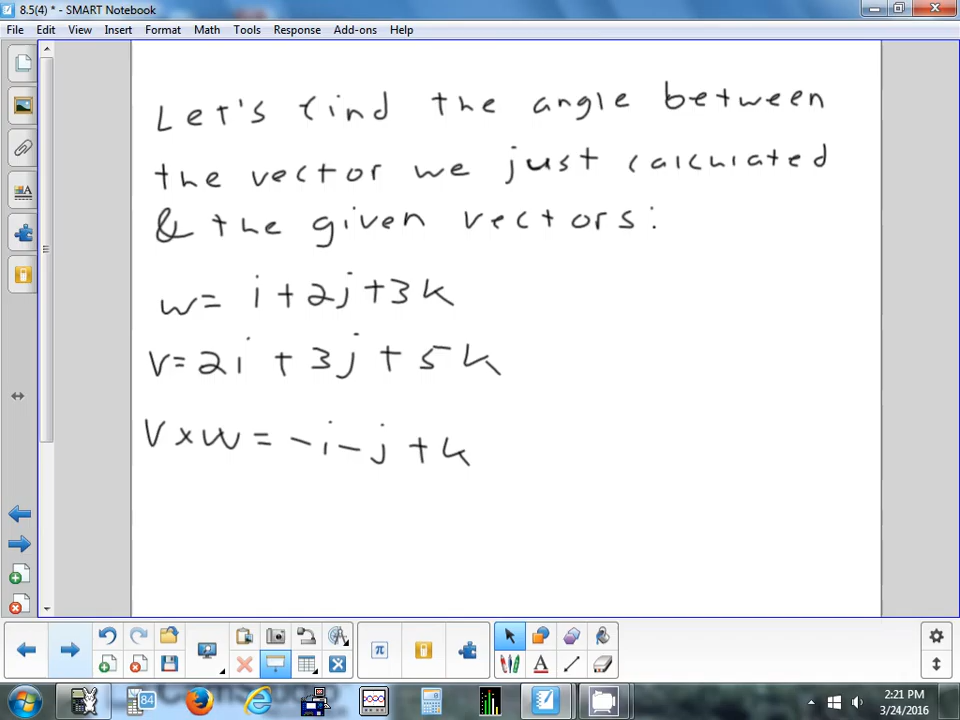 8.5(4) * - SMART Notebook
File Edit View Insert Format Math Tools Response Add-ons Help
Let's find the angle between
the vector we just calculated
& the given vectors:
w = i + 2j + 3k
v = 2i + 3j + 5k
v × w = -i - j + k
84
2:21 PM
3/24/2016